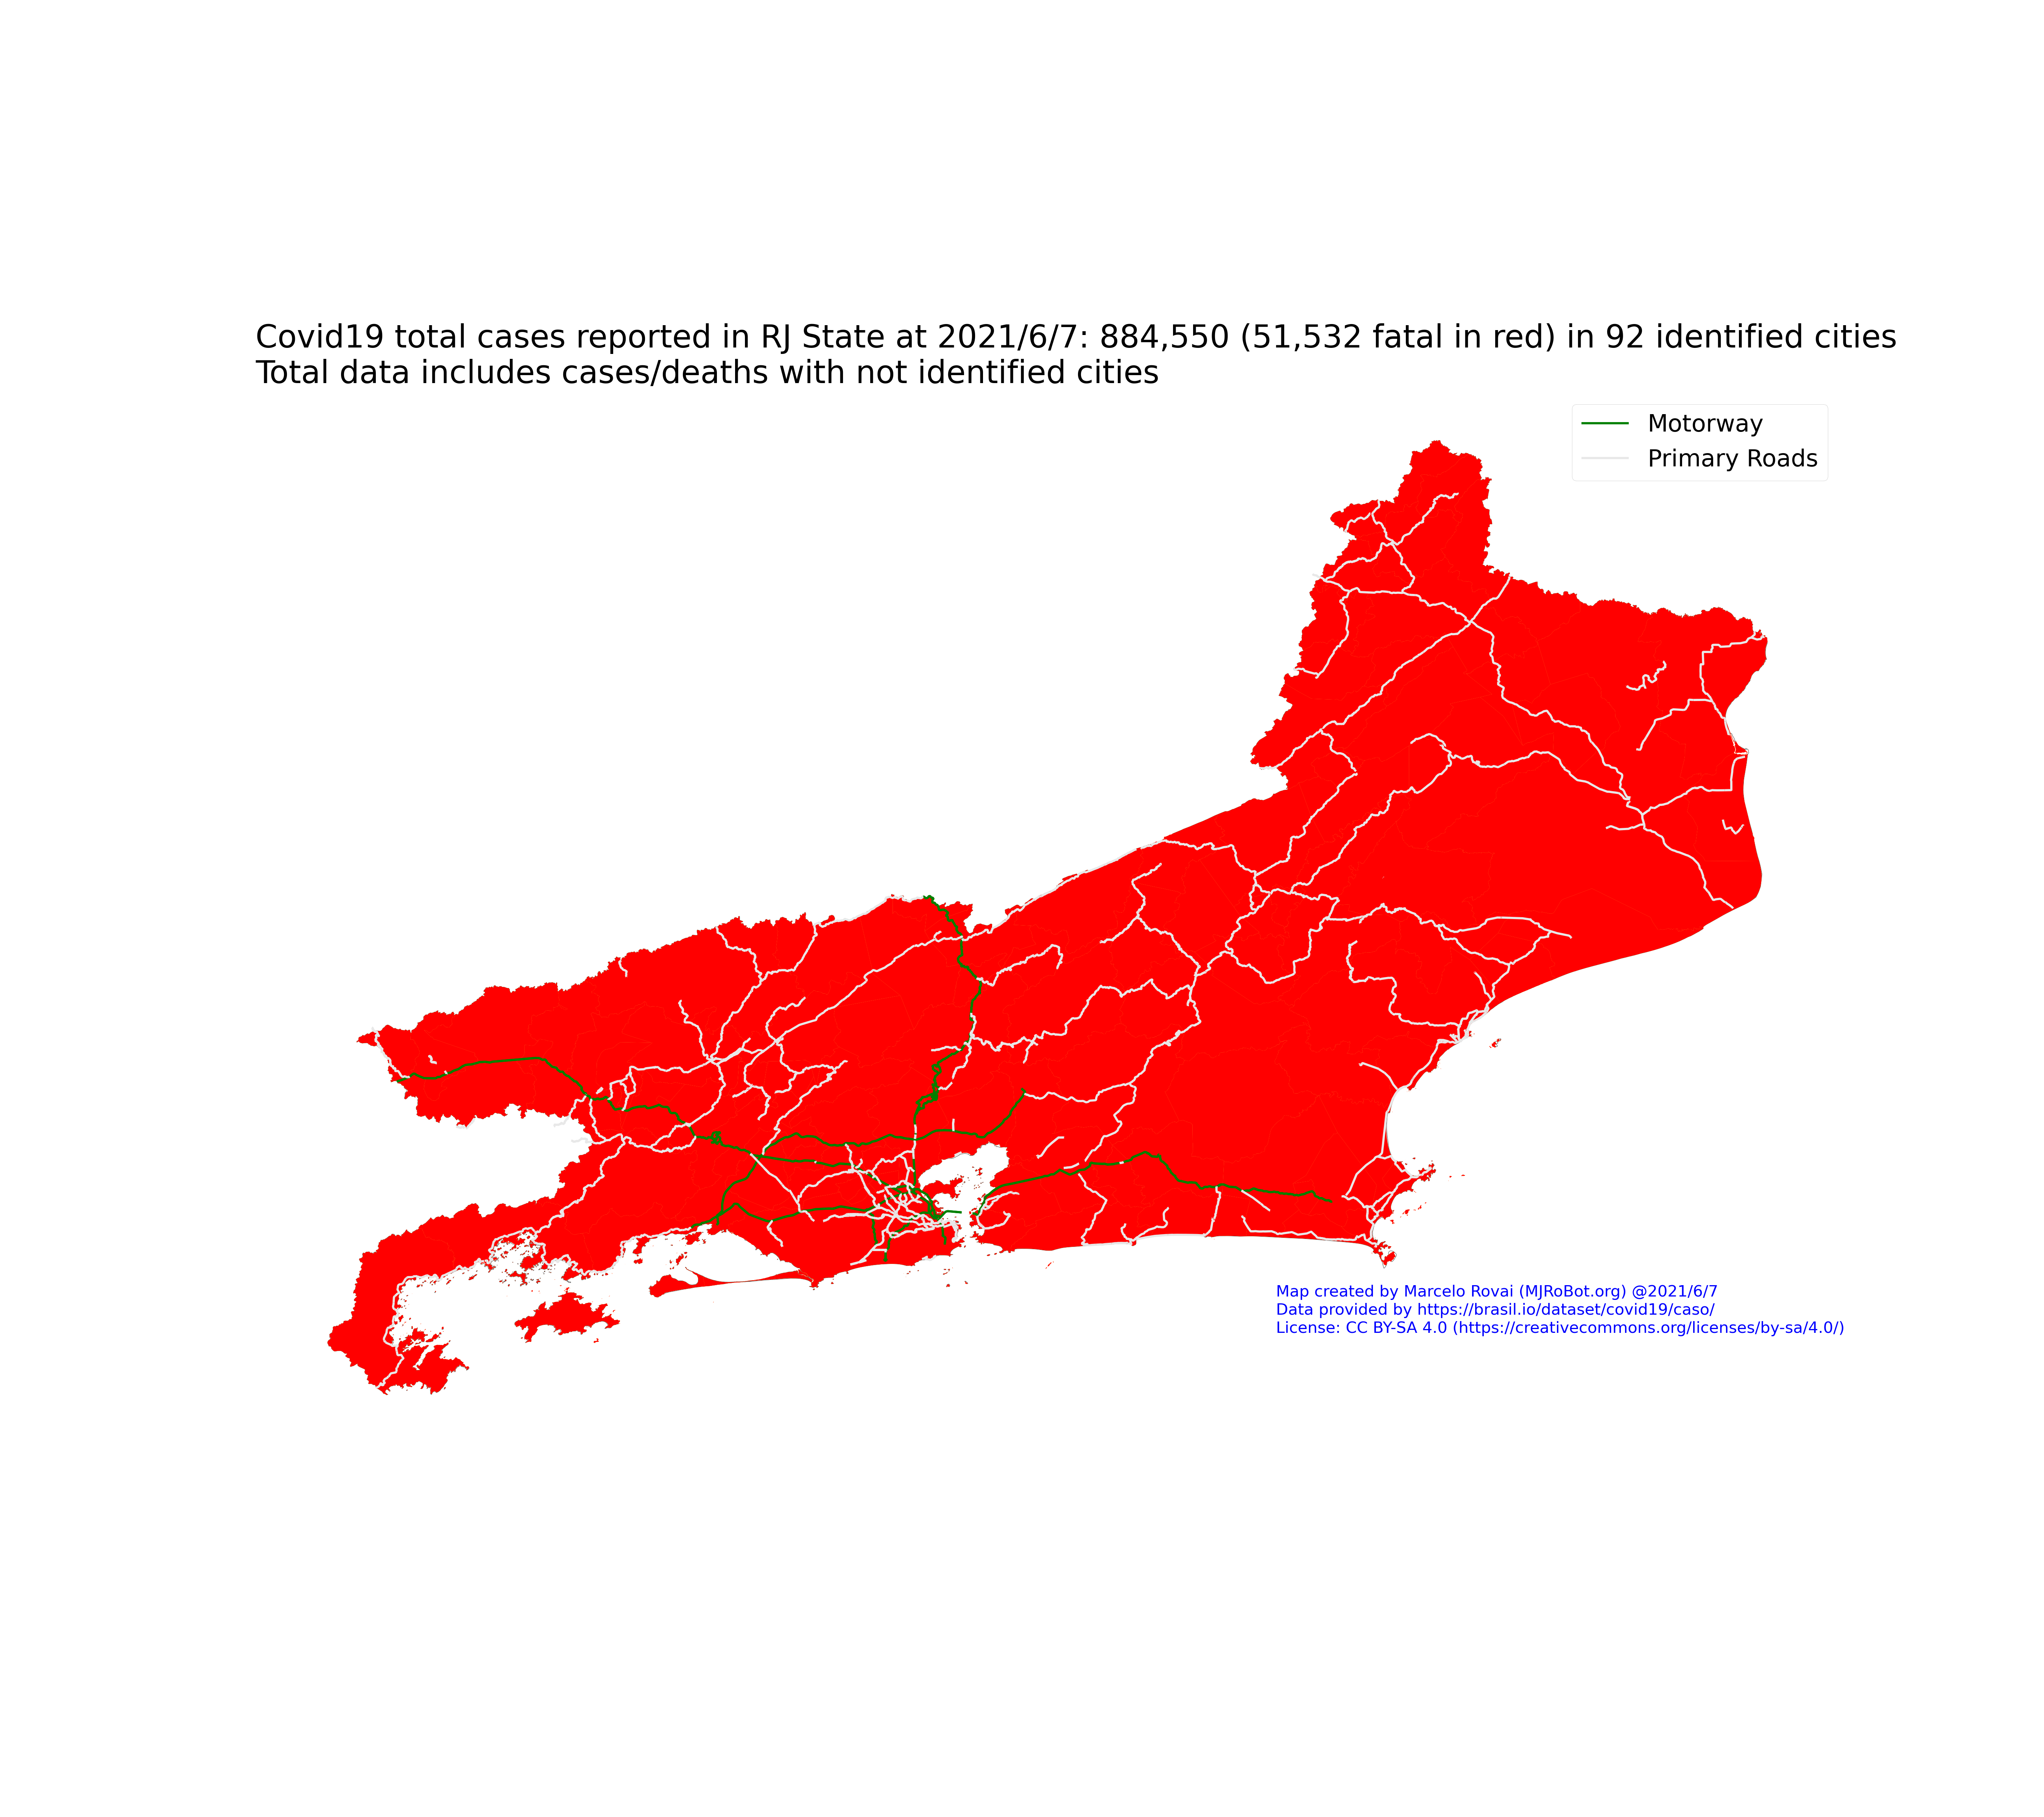 Covid19 total cases reported in RJ State at 2021/6/7: 884,550 (51,532 fatal in red) in 92 identified cities
Total data includes cases/deaths with not identified cities
Motorway
Primary Roads
Map created by Marcelo Rovai (MJRoBot.org) @2021/6/7
Data provided by https://brasil.io/dataset/covid19/caso/
License: CC BY-SA 4.0 (https://creativecommons.org/licenses/by-sa/4.0/)